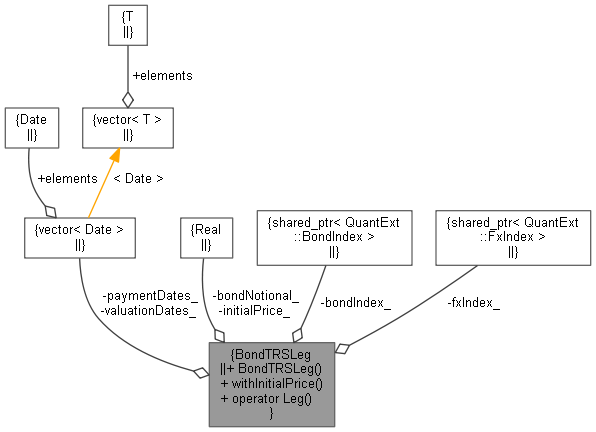 {T
||}
+elements
{Date
||}
{vector< T >
||}
+elements
< Date >
{vector< Date >
||}
{Real
||}
{shared_ptr< QuantExt
::BondIndex >
||}
{shared_ptr< QuantExt
::FxIndex >
||}
-paymentDates_
-valuationDates_
-bondNotional_
-initialPrice_
-bondIndex_
-fxIndex_
{BondTRSLeg
||+ BondTRSLeg()
+ withInitialPrice()
+ operator Leg()
}